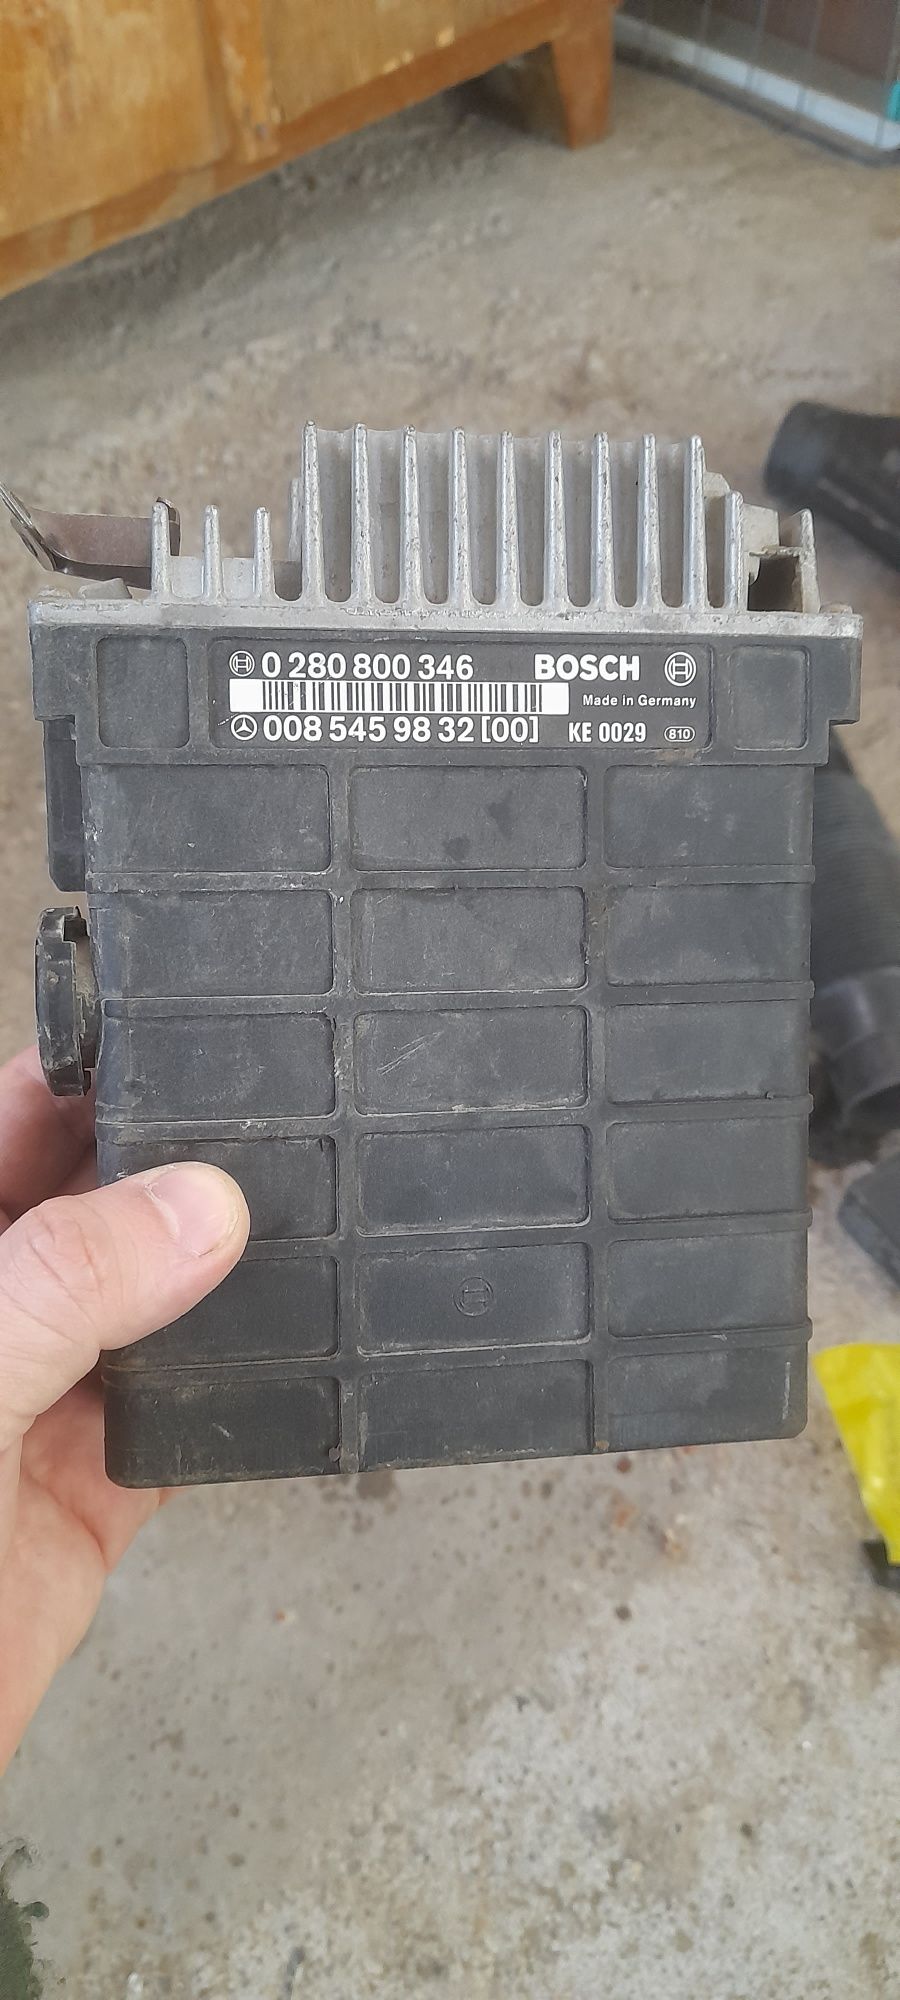 0 280 800 346 BOSCH
Made in Germany
008 545 98 32 [00] KE 0029 810